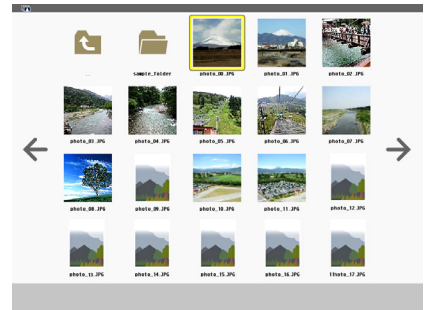 ..
sample_folder photo_00.JPG photo_01.JPG photo_02.JPG
photo_03.JPG photo_04.JPG photo_05.JPG photo_06.JPG photo_07.JPG
photo_08.JPG photo_09.JPG photo_10.JPG photo_11.JPG photo_12.JPG
photo_13.JPG photo_14.JPG photo_15.JPG photo_16.JPG